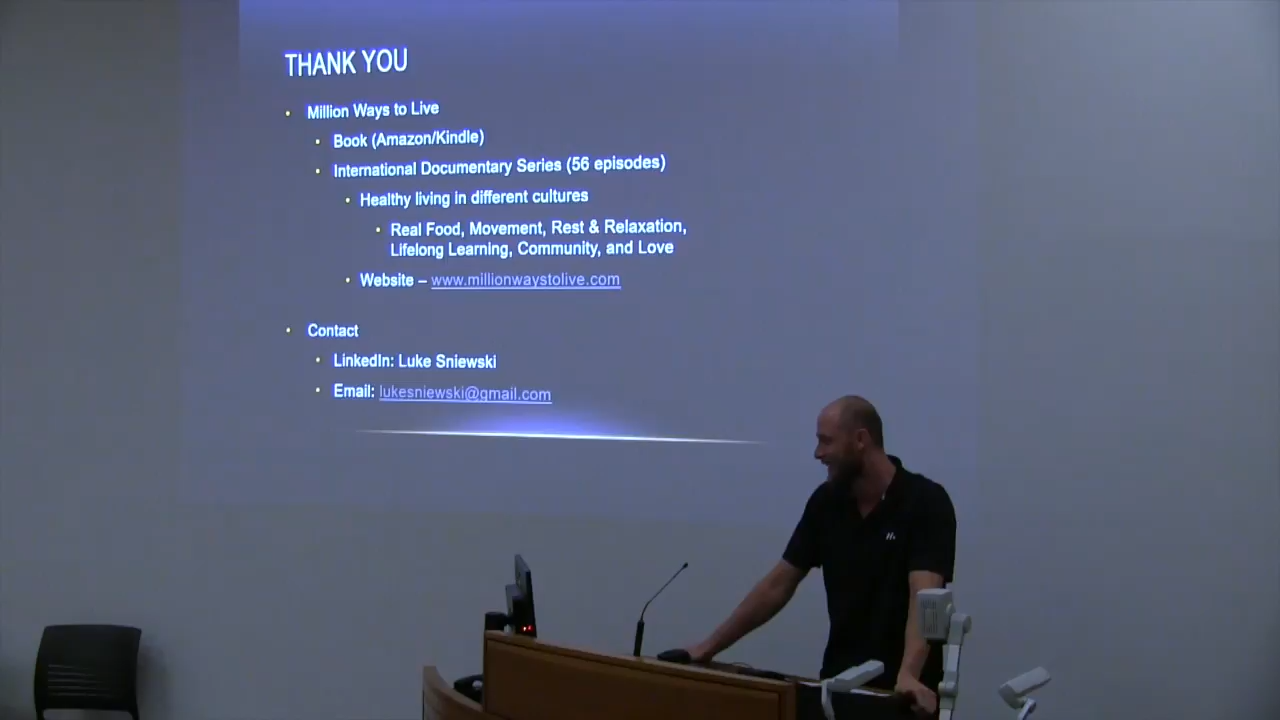 THANK YOU
• Million Ways to Live
• Book (Amazon/Kindle)
• International Documentary Series (56 episodes)
• Healthy living in different cultures
• Real Food, Movement, Rest & Relaxation,
Lifelong Learning, Community, and Love
• Website – www.millionwaystolive.com
• Contact
• LinkedIn: Luke Sniewski
• Email: lukesniewski@gmail.com